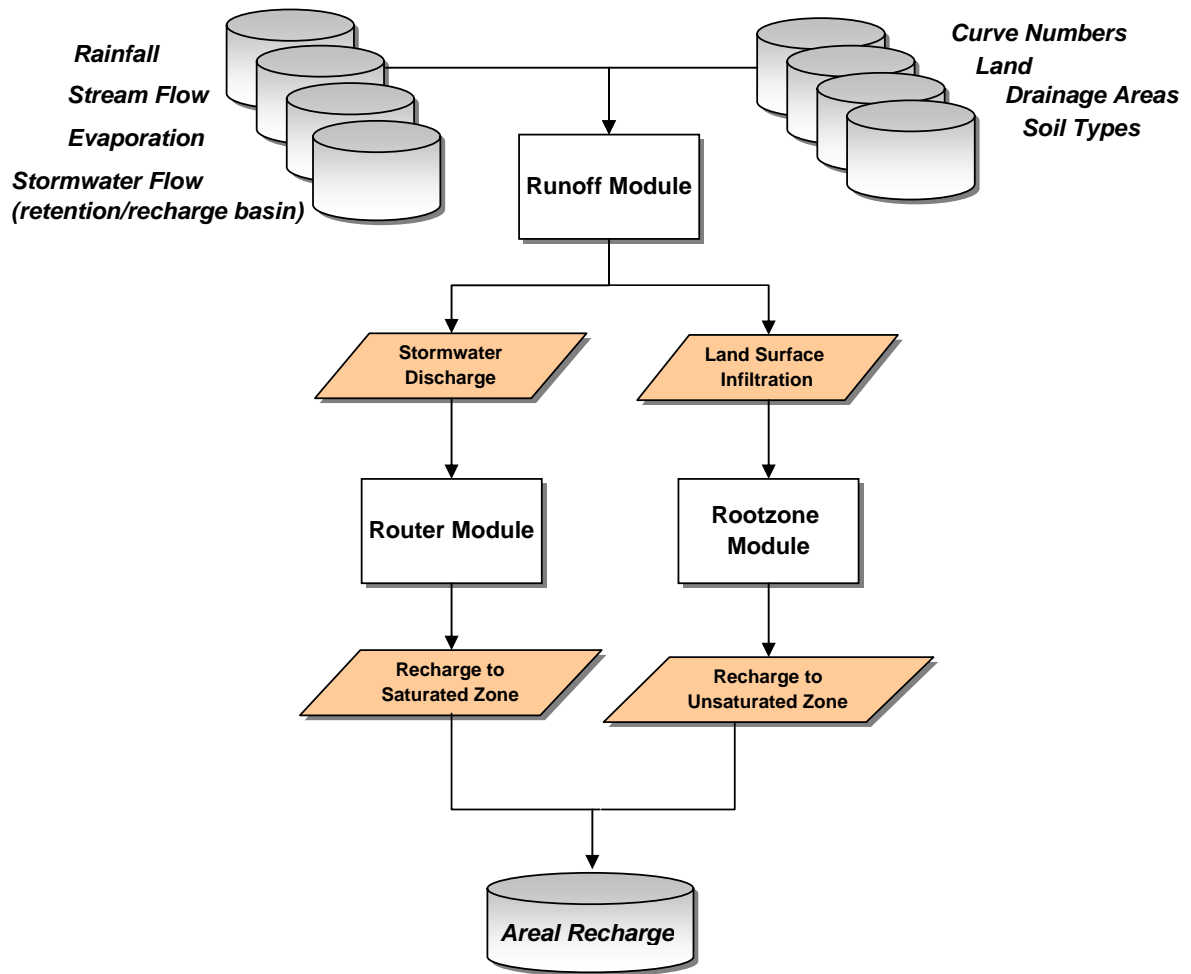 Rainfall
Stream Flow
Evaporation
Stormwater Flow
(retention/recharge basin)
Curve Numbers
Land
Drainage Areas
Soil Types
Runoff Module
Stormwater
Discharge
Land Surface
Infiltration
Router Module
Rootzone
Module
Recharge to
Saturated Zone
Recharge to
Unsaturated Zone
Areal Recharge